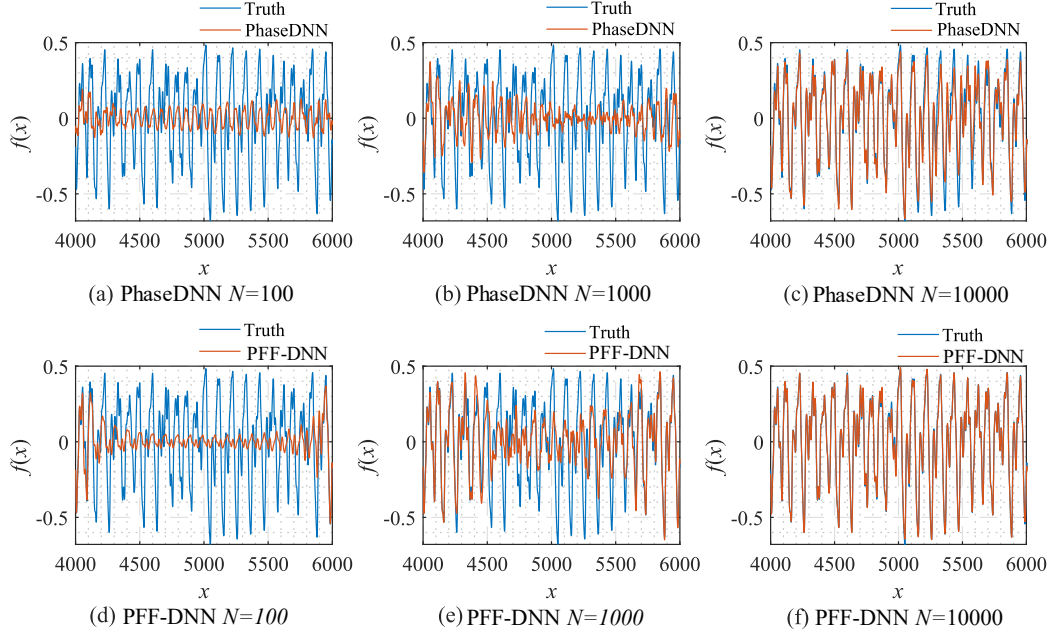 Truth
PhaseDNN
0.5
0
-0.5
f(x)
4000 4500 5000 5500 6000
x
(a) PhaseDNN N=100
Truth
PhaseDNN
0.5
0
-0.5
f(x)
4000 4500 5000 5500 6000
x
(b) PhaseDNN N=1000
Truth
PhaseDNN
0.5
0
-0.5
f(x)
4000 4500 5000 5500 6000
x
(c) PhaseDNN N=10000
Truth
PFF-DNN
0.5
0
-0.5
f(x)
4000 4500 5000 5500 6000
x
(d) PFF-DNN N=100
Truth
PFF-DNN
0.5
0
-0.5
f(x)
4000 4500 5000 5500 6000
x
(e) PFF-DNN N=1000
Truth
PFF-DNN
0.5
0
-0.5
f(x)
4000 4500 5000 5500 6000
x
(f) PFF-DNN N=10000